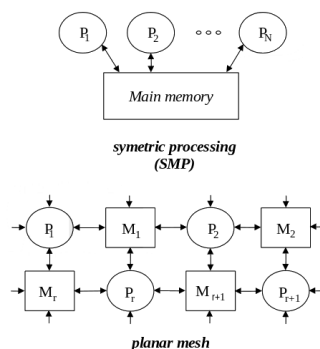 P1 P2 PN
Main memory
symetric processing
(SMP)
P1 M1 P2 M2
Mr Pr Mr+1 Pr+1
planar mesh